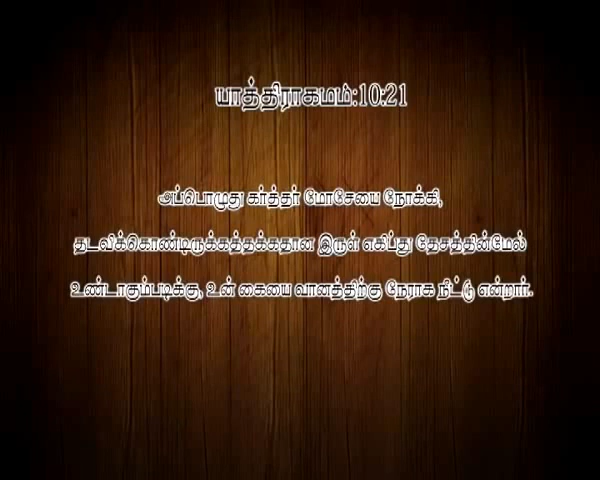 யாத்திராகமம்:10:21
அப்பொழுது கர்த்தர் மோசேயை நோக்கி,
தடவிக்கொண்டிருக்கத்தக்கதான இருள் எகிப்து தேசத்தின்மேல்
உண்டாகும்படிக்கு, உன் கையை வானத்திற்கு நேராக நீட்டு என்றார்.